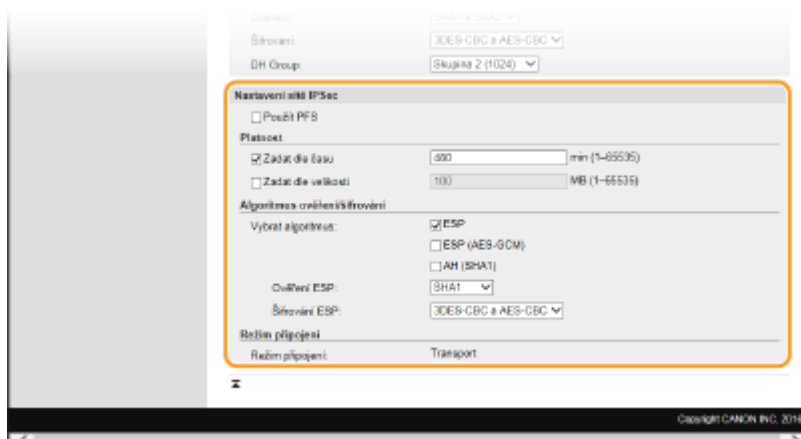 Ověření: SHA1 a SHA2
Šifrování: 3DES-CBC a AES-CBC
DH Group: Skupina 2 (1024)
Nastavení sítě IPSec
Použít PFS
Platnost
Zadat dle času 480 min (1–65535)
Zadat dle velikosti 100 MB (1–65535)
Algoritmus ověření/šifrování
Vybrat algoritmus: ESP
ESP (AES-GCM)
AH (SHA1)
Ověření ESP: SHA1
Šifrování ESP: 3DES-CBC a AES-CBC
Režim připojení
Režim připojení: Transport
Copyright CANON INC. 2016